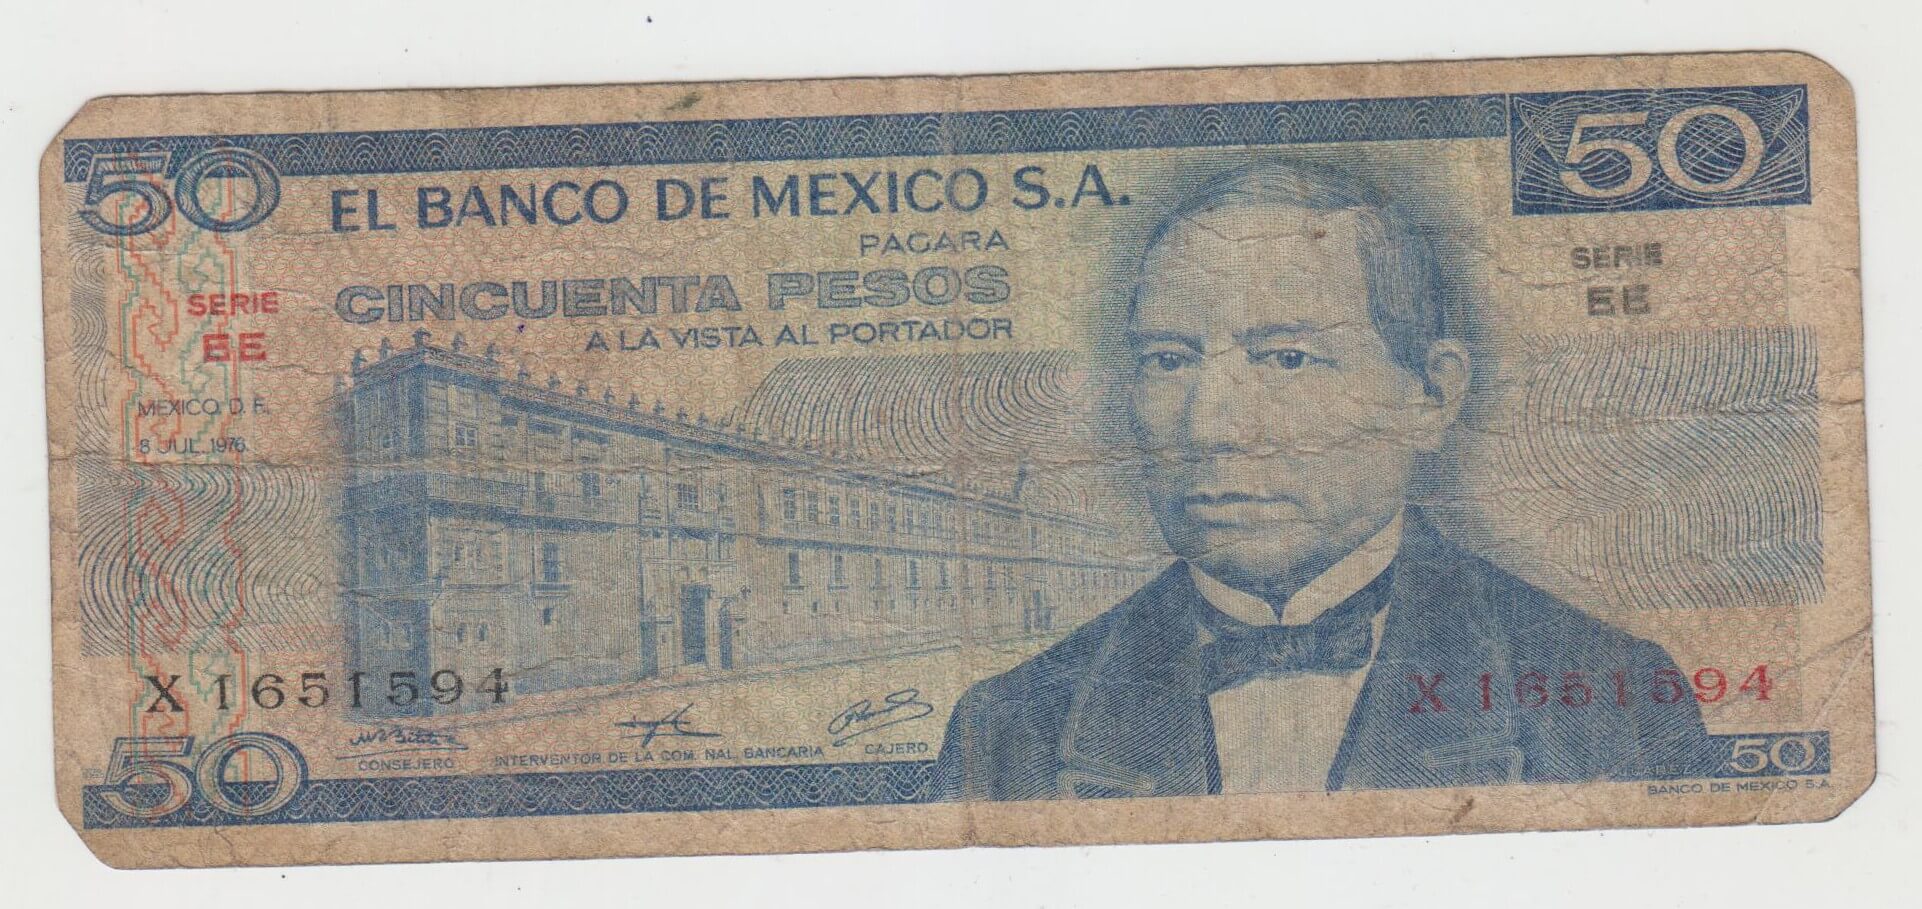 50
EL BANCO DE MEXICO S.A.
50
PAGARA
CINCUENTA PESOS
A LA VISTA AL PORTADOR
SERIE
EE
SERIE
EE
MEXICO, D. F.
8 JUL. 1976
X 1651594
X 1651594
CONSEJERO
INTERVENTOR DE LA COM. NAL. BANCARIA
CAJERO
50
50
BANCO DE MEXICO S.A.